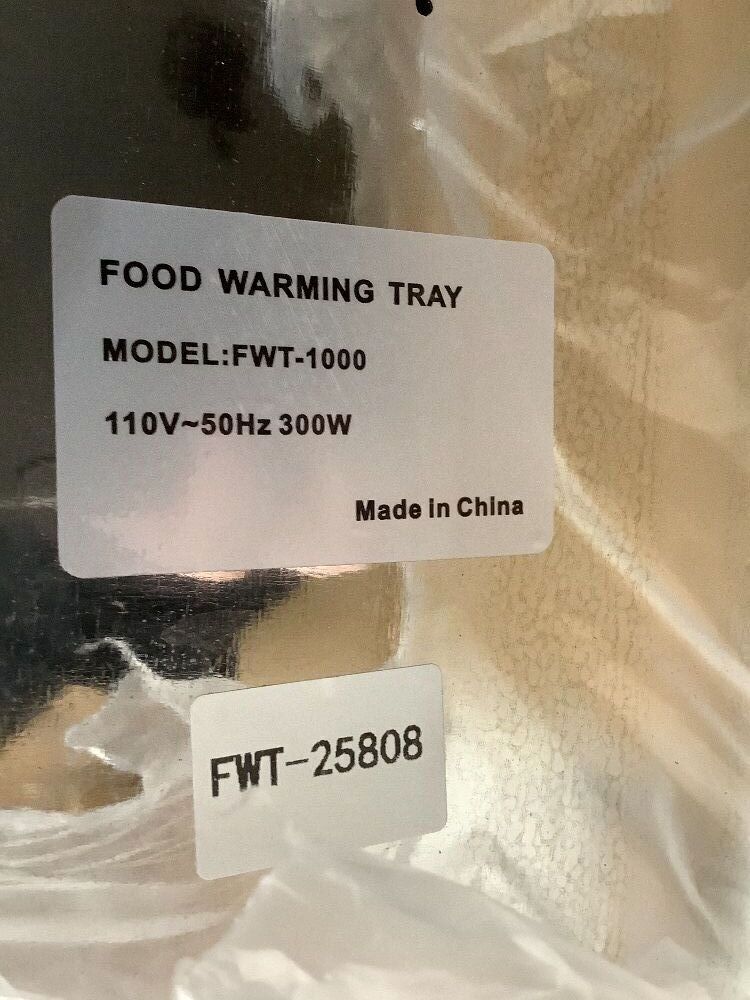 FOOD WARMING TRAY
MODEL:FWT-1000
110V~50Hz 300W
Made in China
FWT-25808